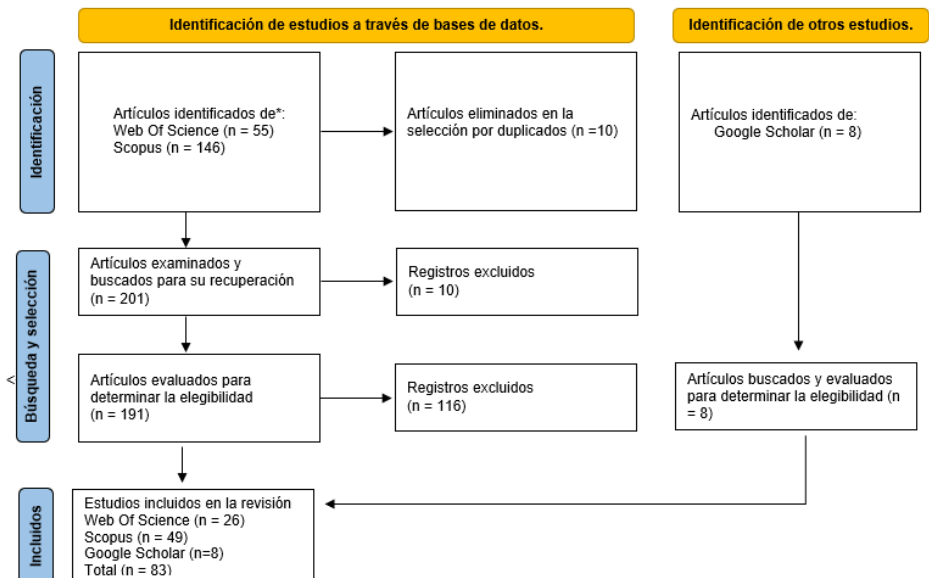 Identificación de estudios a través de bases de datos.
Identificación de otros estudios.
Identificación
Artículos identificados de*:
Web Of Science (n = 55)
Scopus (n = 146)
Artículos eliminados en la
selección por duplicados (n =10)
Artículos identificados de:
Google Scholar (n = 8)
Búsqueda y selección
Artículos examinados y
buscados para su recuperación
(n = 201)
Registros excluidos
(n = 10)
Artículos evaluados para
determinar la elegibilidad
(n = 191)
Registros excluidos
(n = 116)
Artículos buscados y evaluados
para determinar la elegibilidad (n
= 8)
<
Incluidos
Estudios incluidos en la revisión
Web Of Science (n = 26)
Scopus (n = 49)
Google Scholar (n=8)
Total (n = 83)